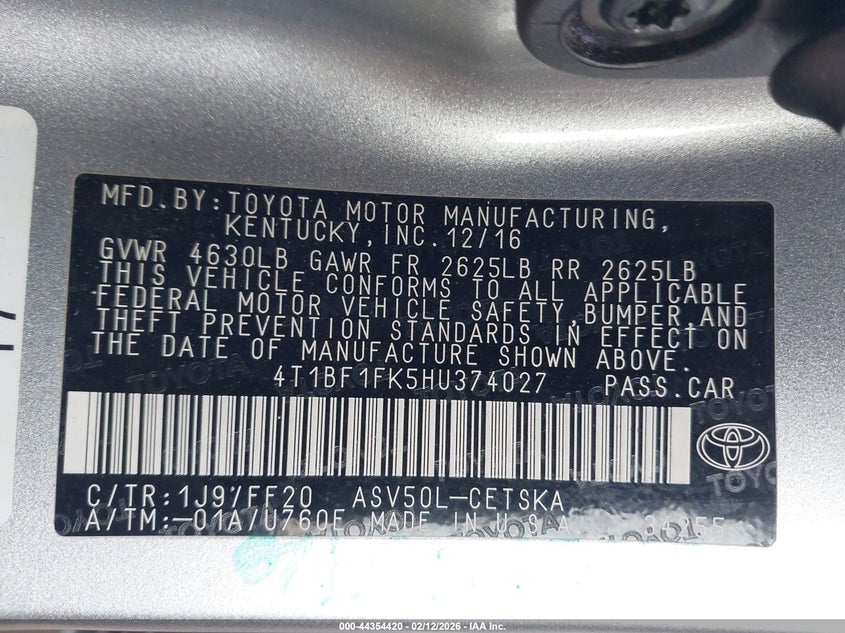 MFD.BY:TOYOTA MOTOR MANUFACTURING,
KENTUCKY,INC.12/16
GVWR 4630LB GAWR FR 2625LB RR 2625LB
THIS VEHICLE CONFORMS TO ALL APPLICABLE
FEDERAL MOTOR VEHICLE SAFETY,BUMPER,AND
THEFT PREVENTION STANDARDS IN EFFECT ON
THE DATE OF MANUFACTURE SHOWN ABOVE.
4T1BF1FK5HU374027 PASS.CAR
C/TR:1J9/FF20 ASV50L-CETSKA
A/TM:-01A/U760E MADE IN U.S.A.
000-44354420 - 02/12/2026 - IAA Inc.